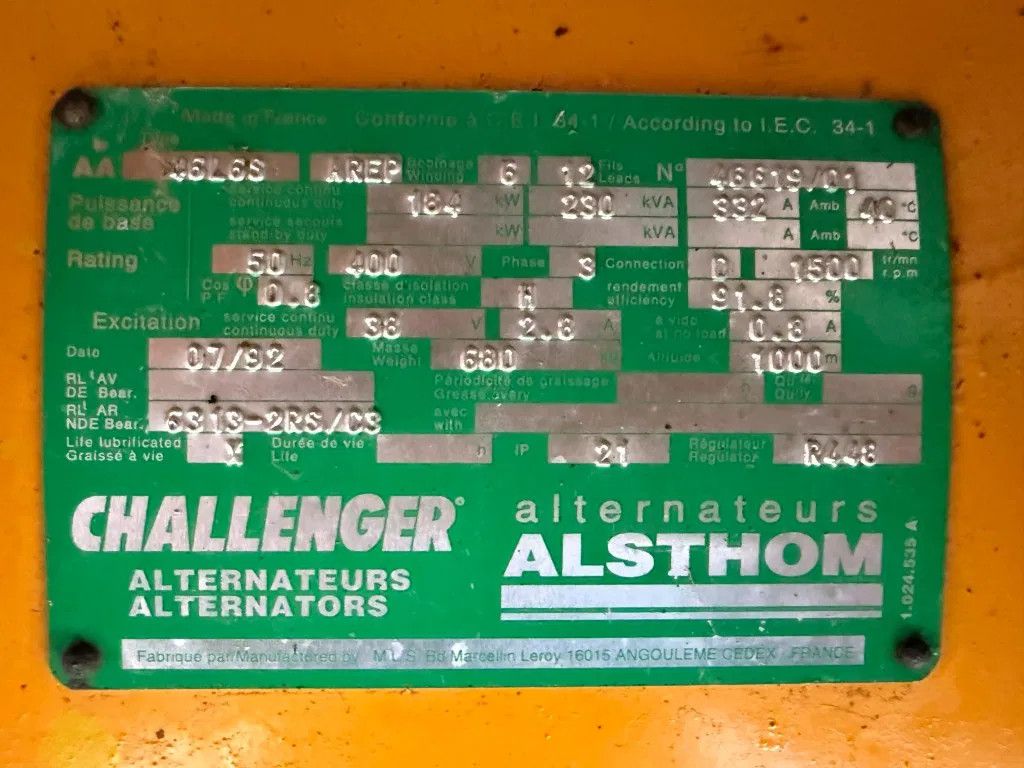 Made in France Conforme à C.E.I 34-1 / According to I.E.C. 34-1
Type
AA 46L6S AREP Bobinage Winding 6 12 Fils Leads N° 46619/01
Puissance de base service continu continuous duty 184 kW 230 kVA 332 A Amb 40 °C
service secours stand-by duty kW kVA A Amb °C
Rating 50 Hz 400 V Phase 3 Connection D 1500 tr/mn r.p.m
Cos φ P.F. 0.8 classe d'isolation insulation class H rendement efficiency 91.8 %
Excitation service continu continuous duty 38 V 2.8 A à vide at no load 0.8 A
Date 07/92 Masse Weight 680 Altitude ≤ 1000 m
RLt AV DE Bear. Périodicité de graissage Grease every h g
RLt AR NDE Bear. 6313-2RS/C3 avec with
Life lubrificated Graissé à vie X Durée de vie Life h IP 21 Régulateur Regulator R448
CHALLENGER
ALTERNATEURS
ALTERNATORS
alternateurs
ALSTHOM
1.024.535 A
Fabriqué par/Manufactured by M.L.S. Bd Marcellin Leroy 16015 ANGOULEME CEDEX FRANCE